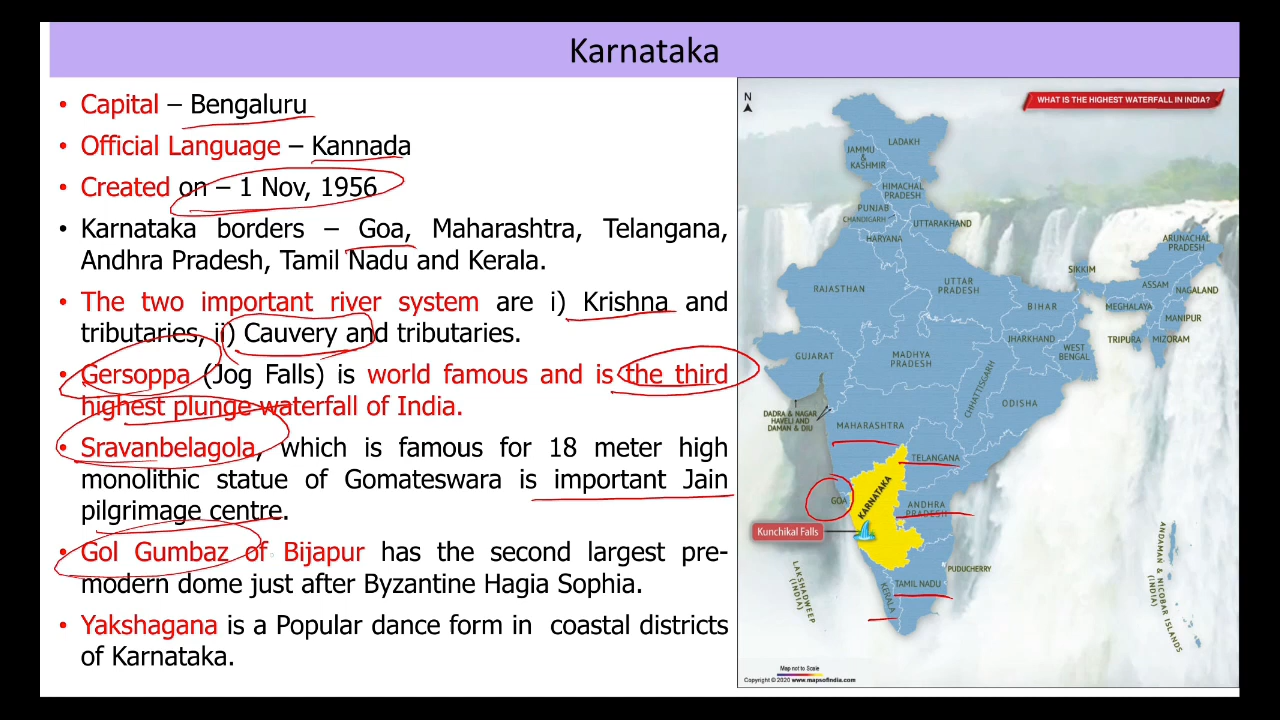 Karnataka
• Capital – Bengaluru
• Official Language – Kannada
• Created on – 1 Nov, 1956
• Karnataka borders – Goa, Maharashtra, Telangana,
Andhra Pradesh, Tamil Nadu and Kerala.
• The two important river system are i) Krishna and
tributaries, ii) Cauvery and tributaries.
• Gersoppa (Jog Falls) is world famous and is the third
highest plunge waterfall of India.
• Sravanbelagola, which is famous for 18 meter high
monolithic statue of Gomateswara is important Jain
pilgrimage centre.
• Gol Gumbaz of Bijapur has the second largest pre-
modern dome just after Byzantine Hagia Sophia.
• Yakshagana is a Popular dance form in coastal districts
of Karnataka.
N
WHAT IS THE HIGHEST WATERFALL IN INDIA?
LADAKH
JAMMU
&
KASHMIR
HIMACHAL
PRADESH
PUNJAB
CHANDIGARH
UTTARAKHAND
HARYANA
ARUNACHAL
PRADESH
SIKKIM
RAJASTHAN
UTTAR
PRADESH
ASSAM
NAGALAND
BIHAR
MEGHALAYA
MANIPUR
JHARKHAND
WEST
BENGAL
TRIPURA
MIZORAM
GUJARAT
MADHYA
PRADESH
CHHATTISGARH
ODISHA
DADRA & NAGAR
HAVELI AND
DAMAN & DIU
MAHARASHTRA
TELANGANA
GOA
KARNATAKA
ANDHRA
PRADESH
Kunchikal Falls
LAKSHADWEEP
(INDIA)
KERALA
TAMIL NADU
PUDUCHERRY
ANDAMAN & NICOBAR ISLANDS
(INDIA)
Map not to Scale
Copyright © 2020 www.mapsofindia.com